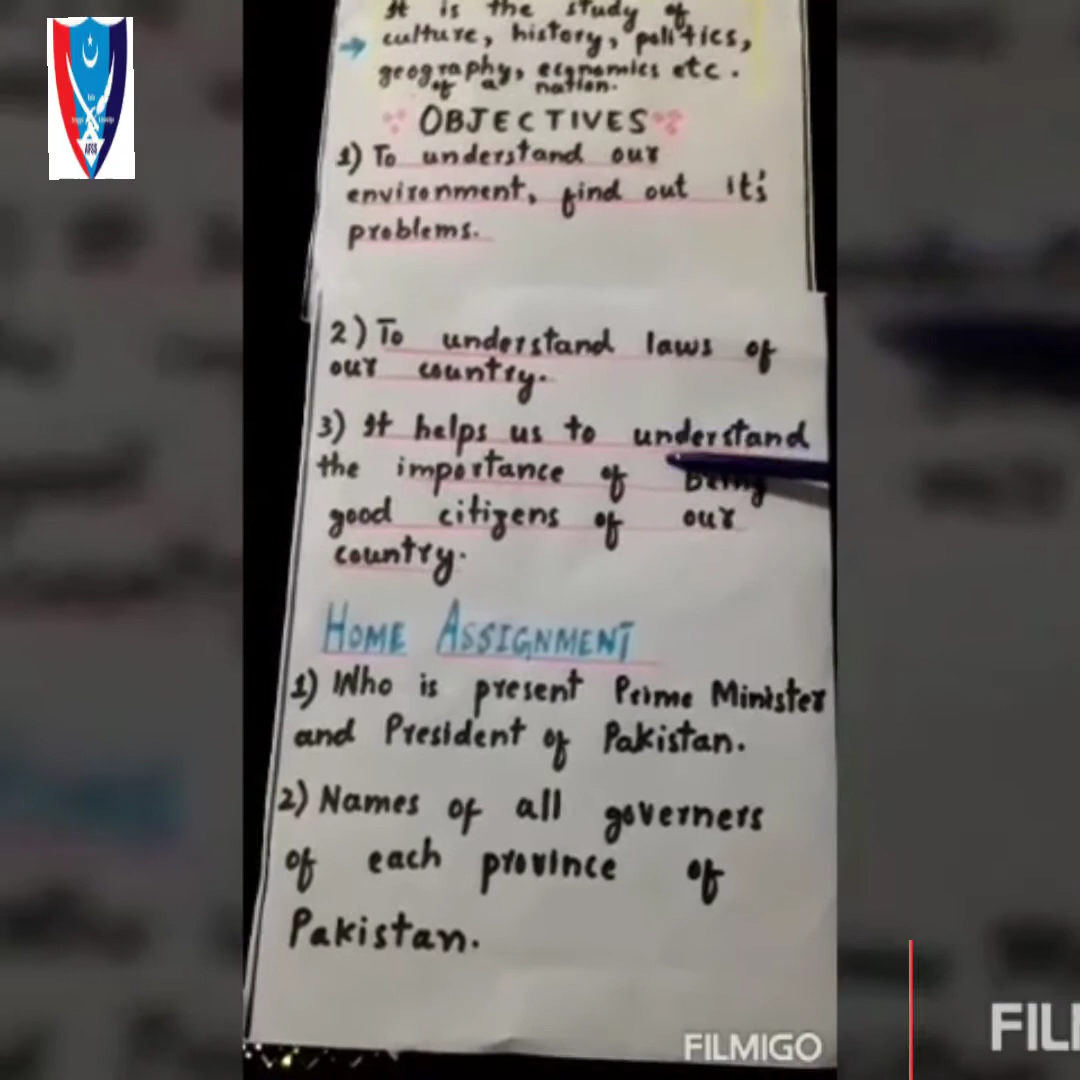 It is the study of
culture, history, politics,
geography, economics etc.
of a nation.
OBJECTIVES
1) To understand our
environment, find out it's
problems.
2) To understand laws of
our country.
3) It helps us to understand
the importance of being
good citizens of our
country.
HOME ASSIGNMENT
1) Who is present Prime Minister
and President of Pakistan.
2) Names of all governers
of each province of
Pakistan.
FILMIGO
FIL
AFSS